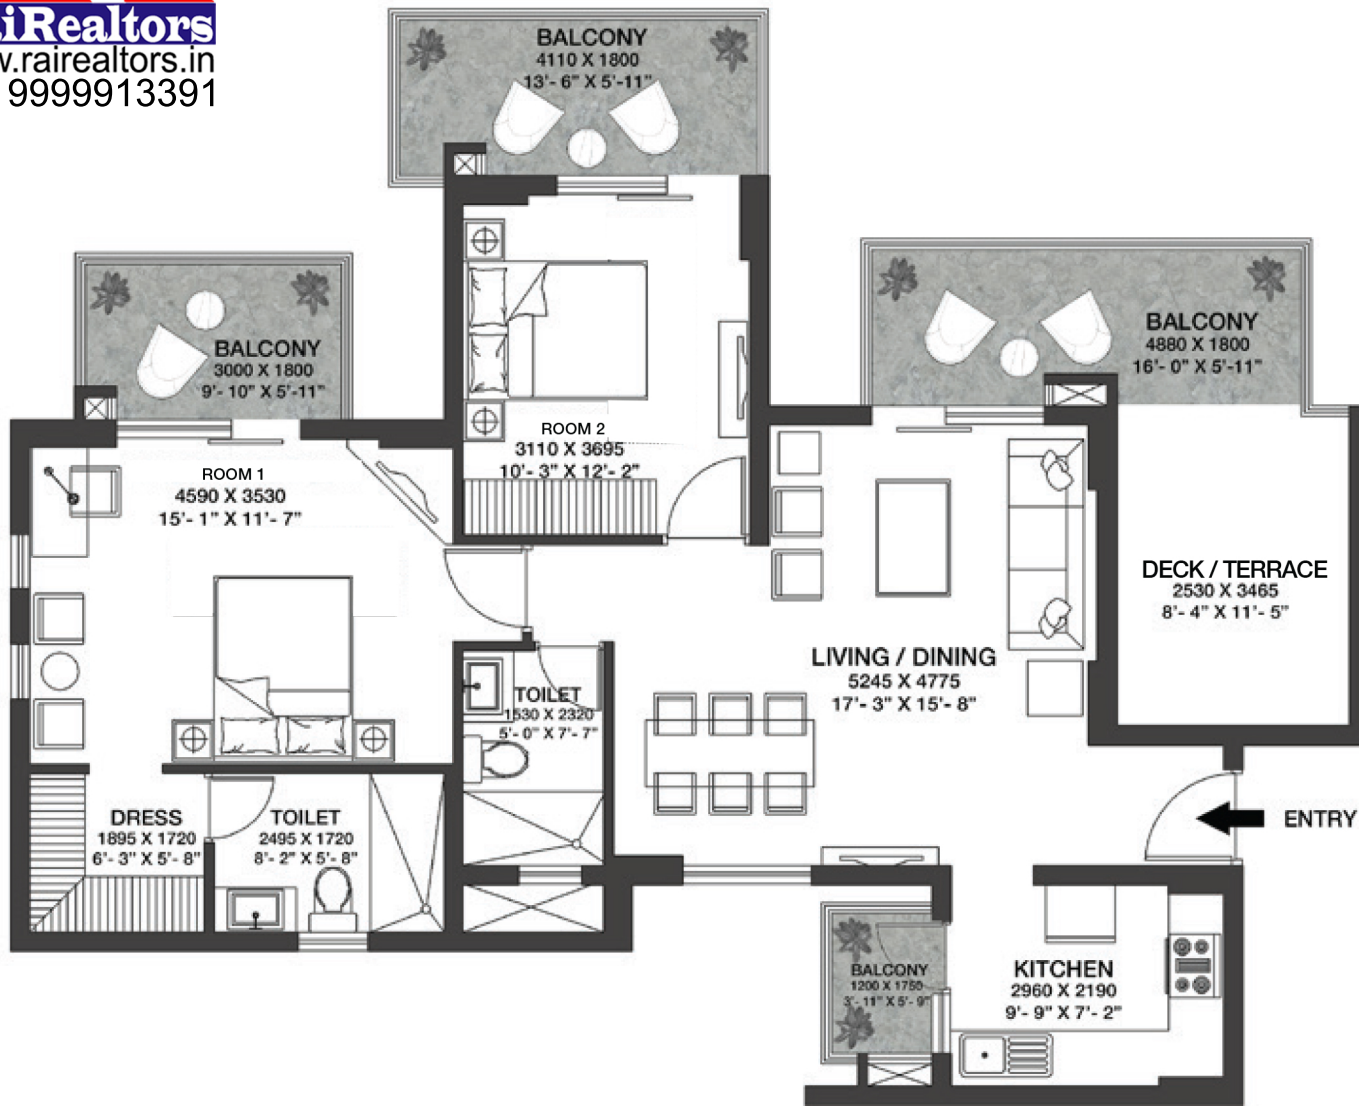 iRealtors
w.rairealtors.in
9999913391
BALCONY
4110 X 1800
13'- 6" X 5'-11"
BALCONY
3000 X 1800
9'- 10" X 5'-11"
BALCONY
4880 X 1800
16'- 0" X 5'-11"
ROOM 2
3110 X 3695
10'- 3" X 12'- 2"
ROOM 1
4590 X 3530
15'- 1" X 11'- 7"
DECK / TERRACE
2530 X 3465
8'- 4" X 11'- 5"
LIVING / DINING
5245 X 4775
17'- 3" X 15'- 8"
TOILET
1530 X 2320
5'- 0" X 7'- 7"
DRESS
1895 X 1720
6'- 3" X 5'- 8"
TOILET
2495 X 1720
8'- 2" X 5'- 8"
ENTRY
BALCONY
1200 X 1750
3'- 11" X 5'- 9"
KITCHEN
2960 X 2190
9'- 9" X 7'- 2"